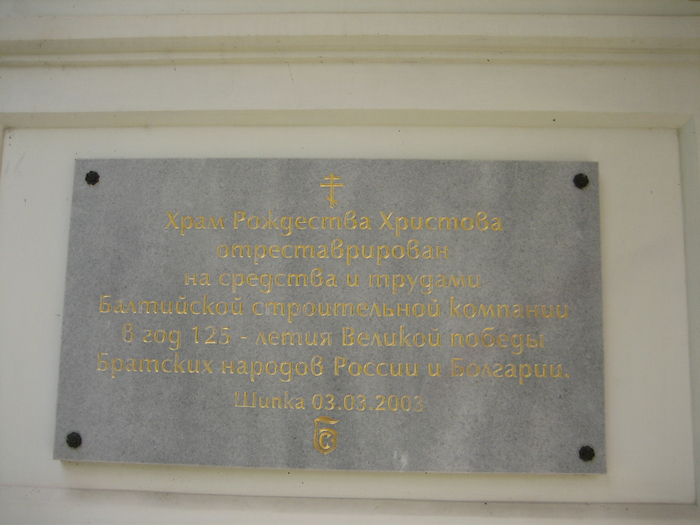 Храм Рождества Христова
отреставрирован
на средства и трудами
Балтийской строительной компании
в год 125 - летия Великой победы
Братских народов России и Болгарии.
Шипка 03.03.2003